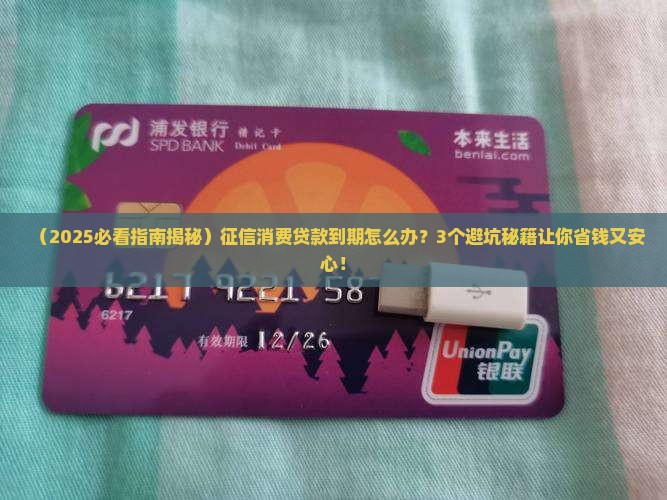 浦发银行 借记卡
SPD BANK Debit Card
本来生活
benlai.com
（2025必看指南揭秘）征信消费贷款到期怎么办？3个避坑秘籍让你省钱又安
心！
6217 9221 58
6217
有效期限 12/26
UnionPay
银联